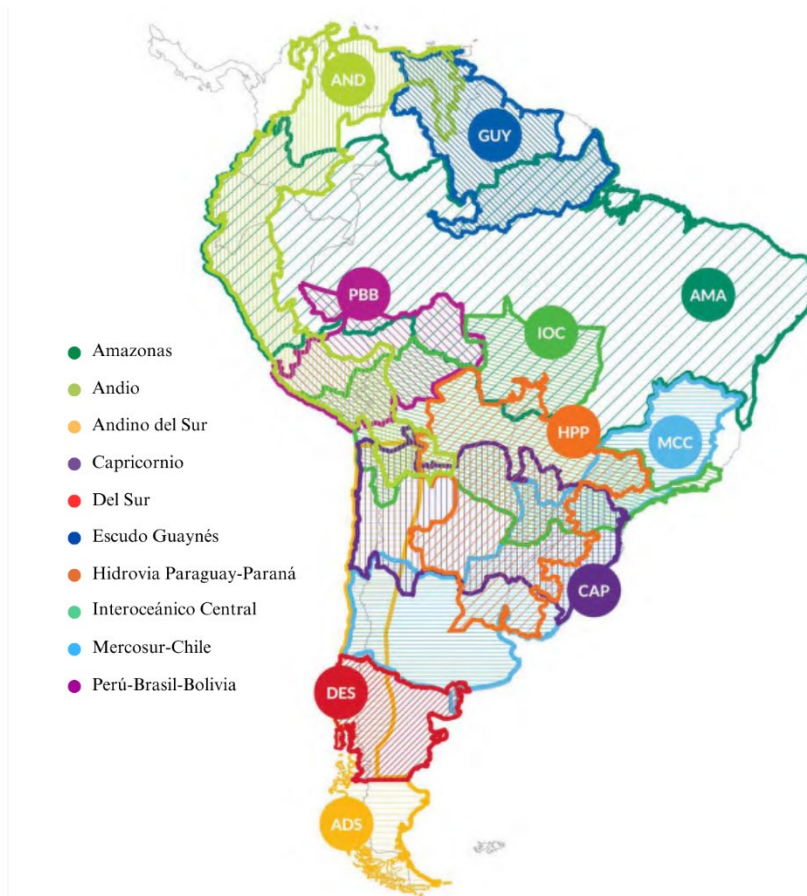 AND
GUY
PBB
AMA
IOC
HPP
MCC
CAP
DES
ADS
Amazonas
Andio
Andino del Sur
Capricornio
Del Sur
Escudo Guaynés
Hidrovia Paraguay-Paraná
Interoceánico Central
Mercosur-Chile
Perú-Brasil-Bolivia